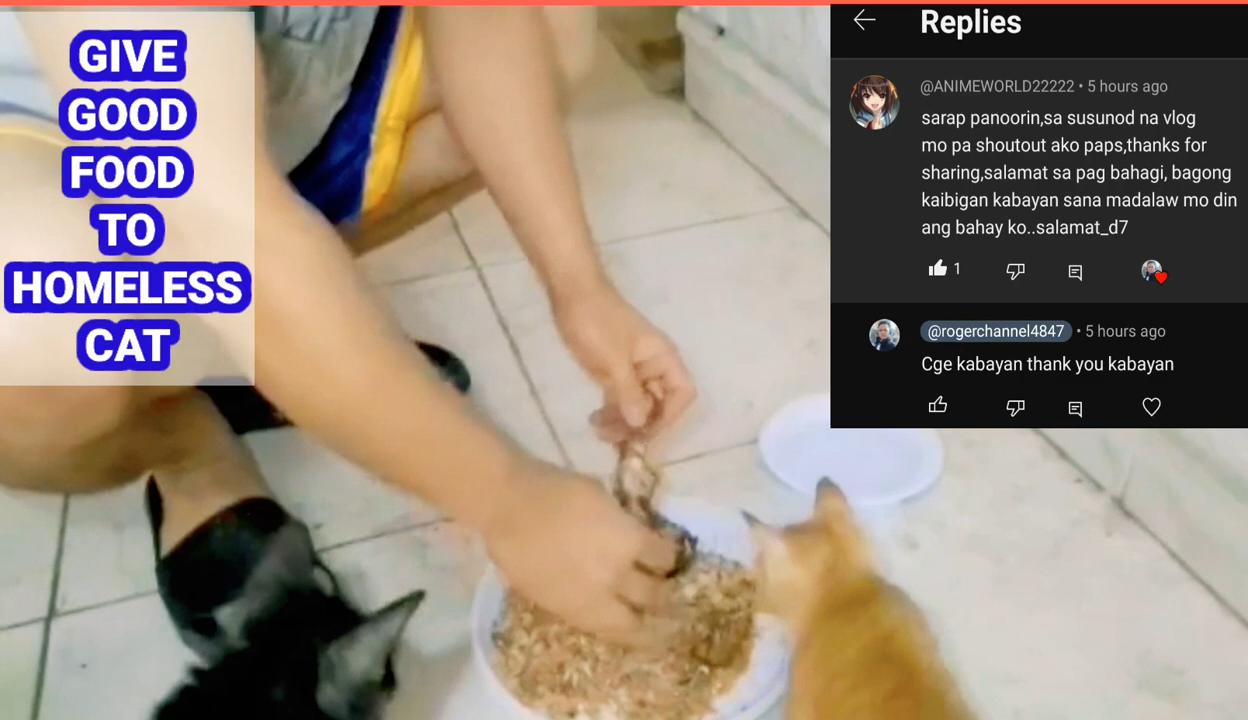 GIVE
GOOD
FOOD
TO
HOMELESS
CAT
Replies
@ANIMEWORLD22222 • 5 hours ago
sarap panoorin,sa susunod na vlog
mo pa shoutout ako paps,thanks for
sharing,salamat sa pag bahagi, bagong
kaibigan kabayan sana madalaw mo din
ang bahay ko..salamat_d7
1
@rogerchannel4847 • 5 hours ago
Cge kabayan thank you kabayan